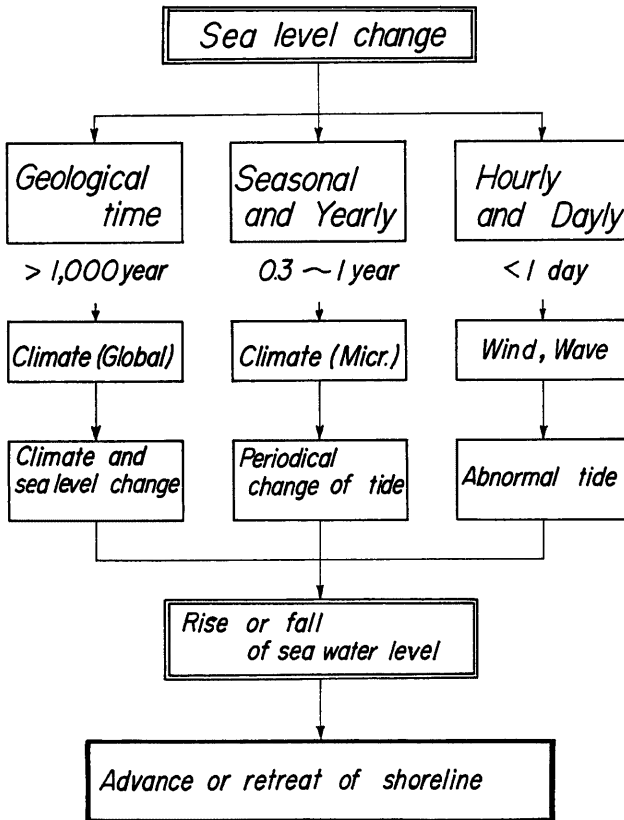 Sea level change
Geological
time
Seasonal
and Yearly
Hourly
and Dayly
> 1,000 year
0.3 ~ 1 year
< 1 day
Climate (Global)
Climate (Micr.)
Wind, Wave
Climate and
sea level change
Periodical
change of tide
Abnormal tide
Rise or fall
of sea water level
Advance or retreat of shoreline